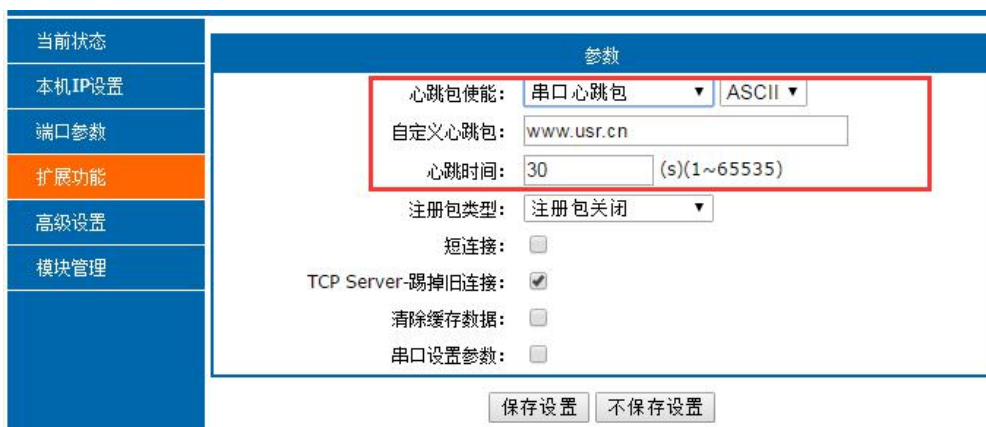 当前状态
本机IP设置
端口参数
扩展功能
高级设置
模块管理
参数
心跳包使能： 串口心跳包 ASCII
自定义心跳包： www.usr.cn
心跳时间： 30 (s)(1~65535)
注册包类型： 注册包关闭
短连接：
TCP Server-踢掉旧连接：
清除缓存数据：
串口设置参数：
保存设置 不保存设置